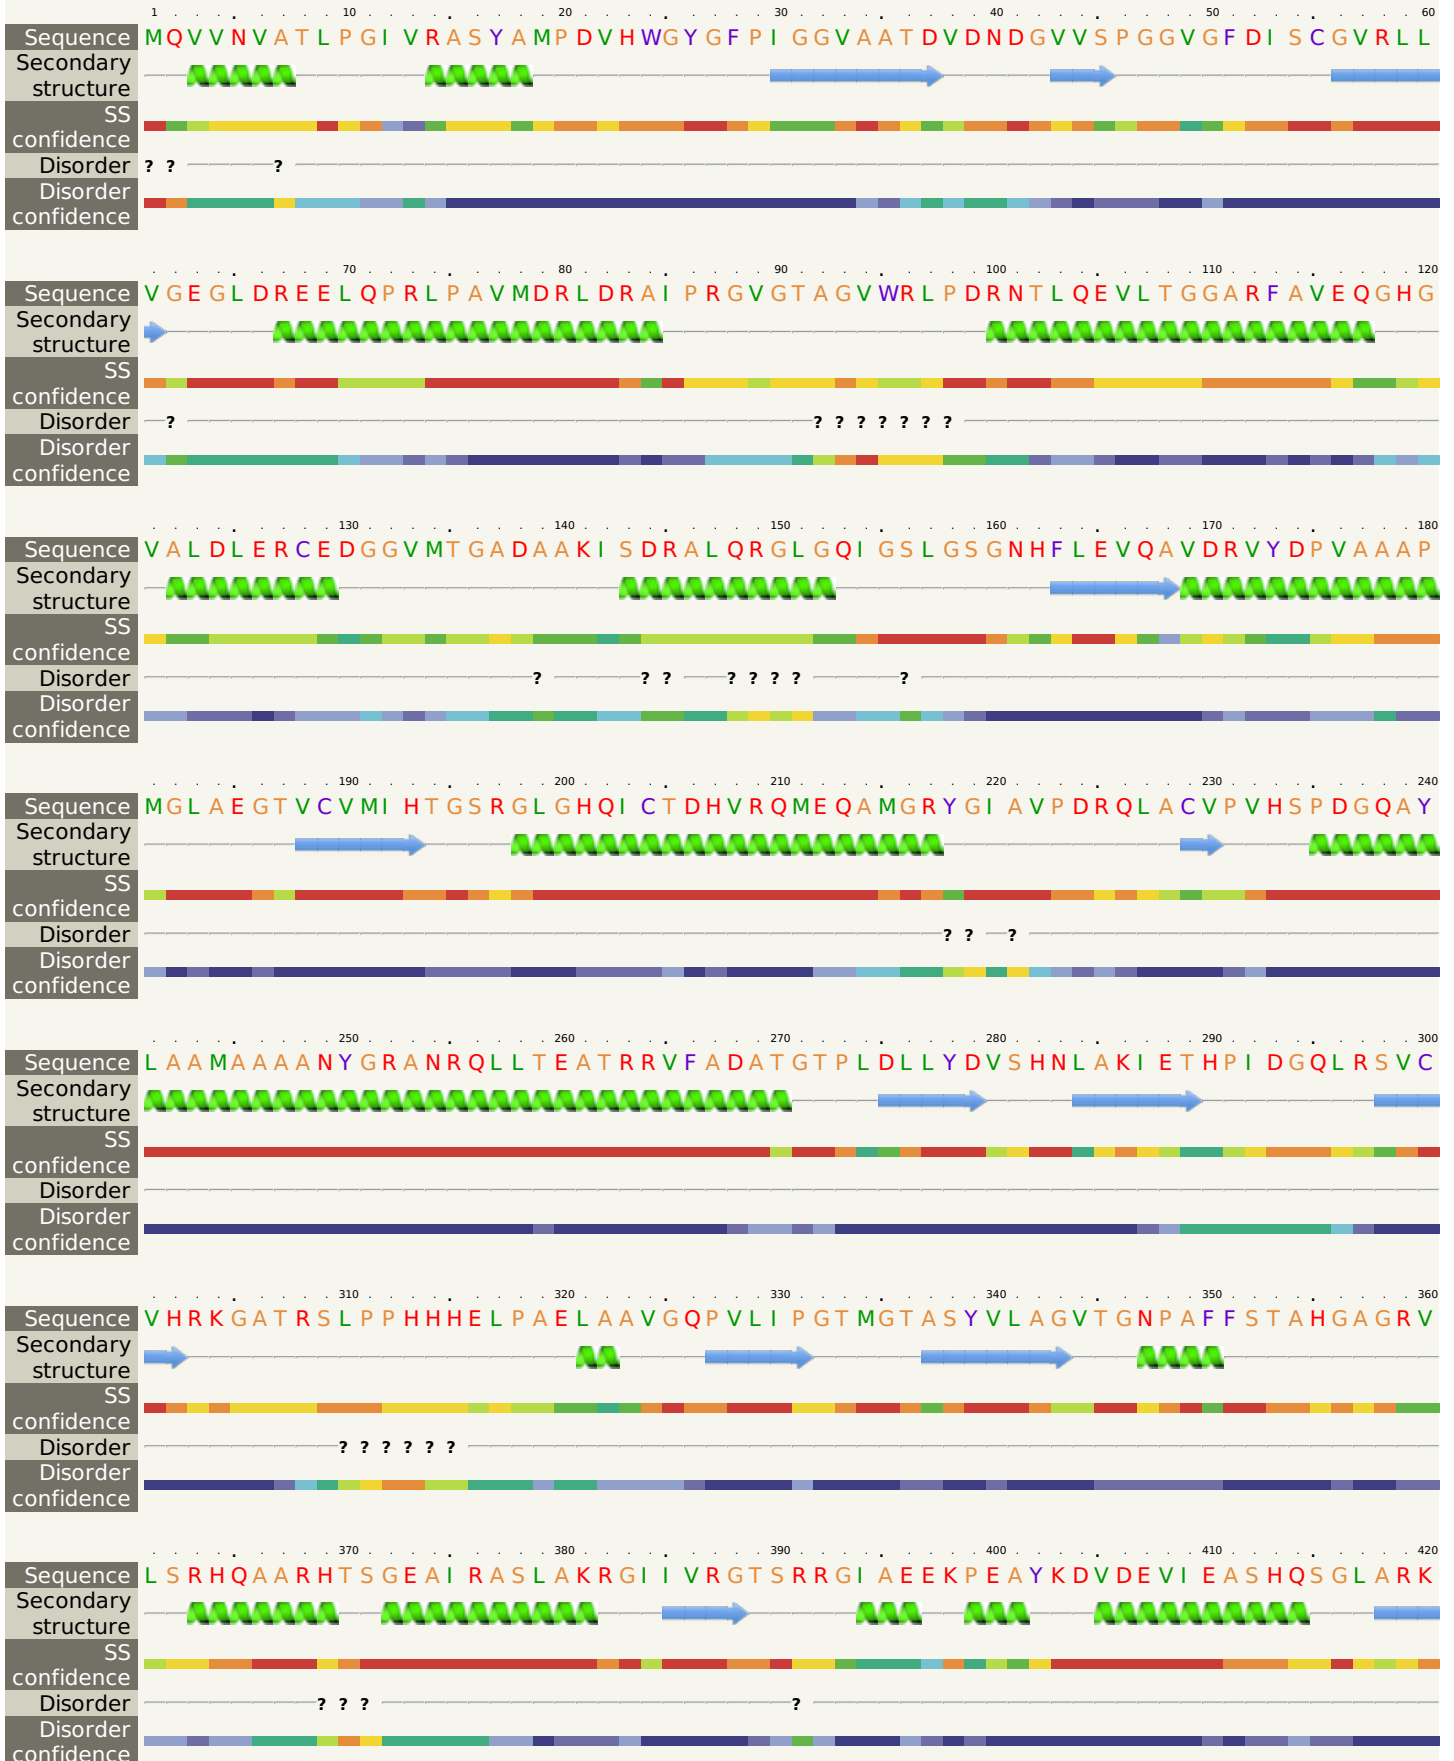 1 10 20 30 40 50 60
Sequence MQVVNVATLPGIVRASYAMPDVHWGYGFPIGGVAATDVDNDGVVSPGGVGFDISCGVRLL
Secondary
structure
SS
confidence
Disorder ? ? ?
Disorder
confidence
70 80 90 100 110 120
Sequence VGEGLDREELQPRLPAVMDRLDRAIPRGVGTAGVWRLPDRNTLQEVLTGGARFAVEQGHG
Secondary
structure
SS
confidence
Disorder ? ? ? ? ? ? ? ?
Disorder
confidence
130 140 150 160 170 180
Sequence VALDLERCEDGGVMTGADAAKISDRALQRGLGQIGSLGSGNHFLEVQAVDRVYDPVAAAP
Secondary
structure
SS
confidence
Disorder ? ? ? ? ? ? ? ?
Disorder
confidence
190 200 210 220 230 240
Sequence MGLAEGTVCVMIHTGSRGLGHQICTDHVRQMEQAMGRYGIAVPDRQLACVPVHSPDGQAY
Secondary
structure
SS
confidence
Disorder ? ? ?
Disorder
confidence
250 260 270 280 290 300
Sequence LAAMAAAANYGRANRQLLTEATRRVFADATGTPLDLLYDVSHNLAKIETHPIDGQLRSVC
Secondary
structure
SS
confidence
Disorder
Disorder
confidence
310 320 330 340 350 360
Sequence VHRKGATRSLPPHHHELPAELAAVGQPVLIPGTMGTASYVLAGVTGNPAFFSTAHGAGRV
Secondary
structure
SS
confidence
Disorder ? ? ? ? ? ?
Disorder
confidence
370 380 390 400 410 420
Sequence LSRHQAARHTSGEAIRASLAKRGIIVRGTSRRGIAEEKPEAYKDVDEVIEASHQSGLARK
Secondary
structure
SS
confidence
Disorder ? ? ? ?
Disorder
confidence